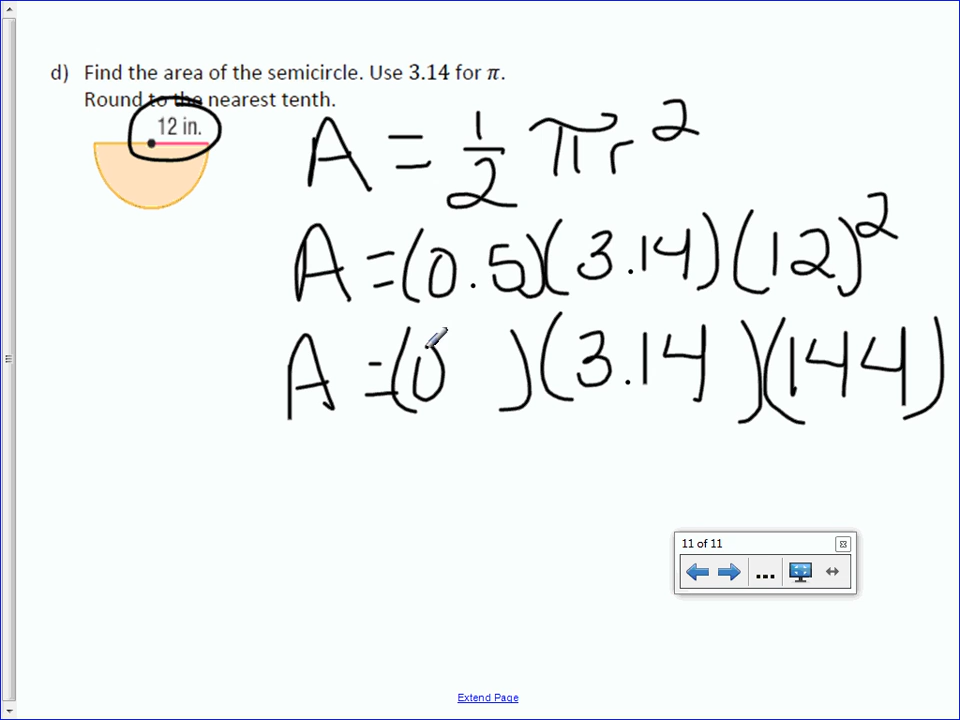 d) Find the area of the semicircle. Use 3.14 for π.
Round to the nearest tenth.
12 in.
A = 1/2 πr²
A = (0.5)(3.14)(12)²
A = (0 )(3.14)(144)
11 of 11
...
Extend Page